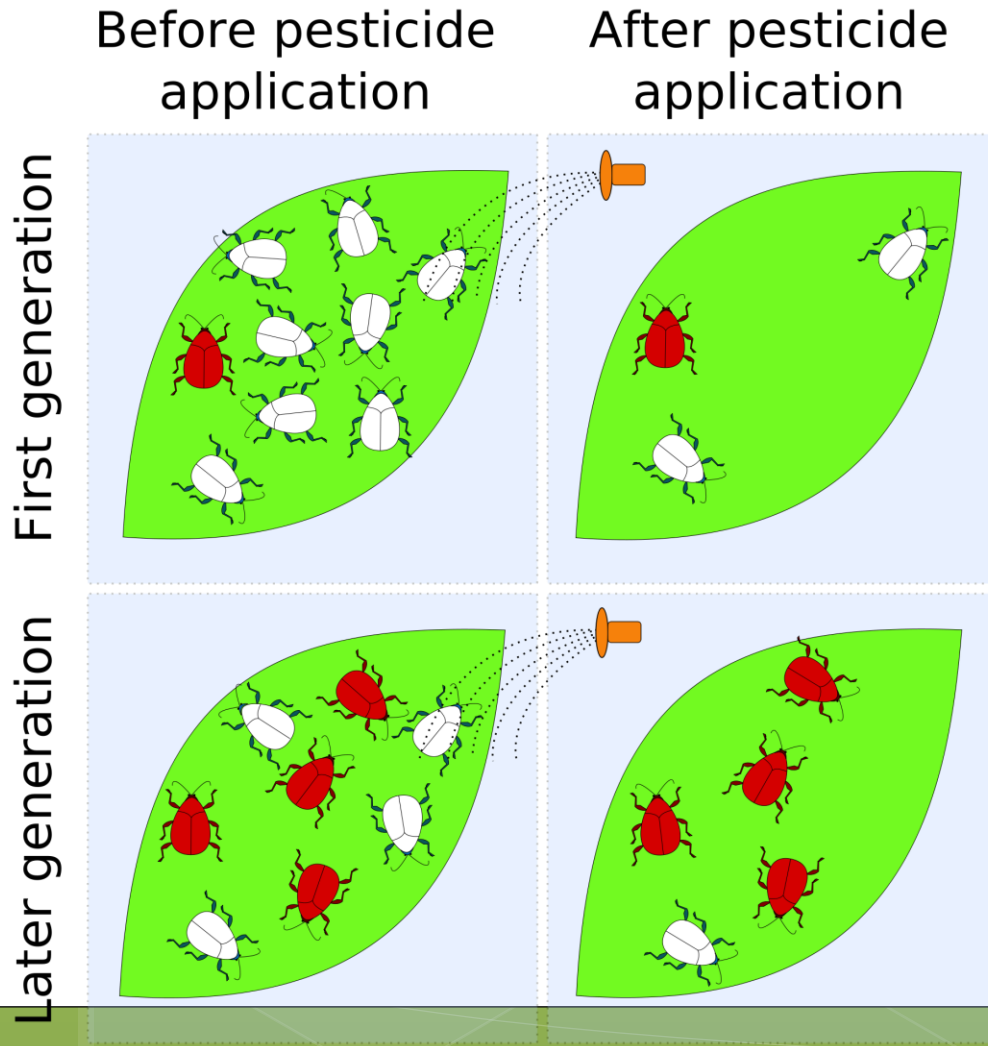 Before pesticide
application
After pesticide
application
First generation
Later generation